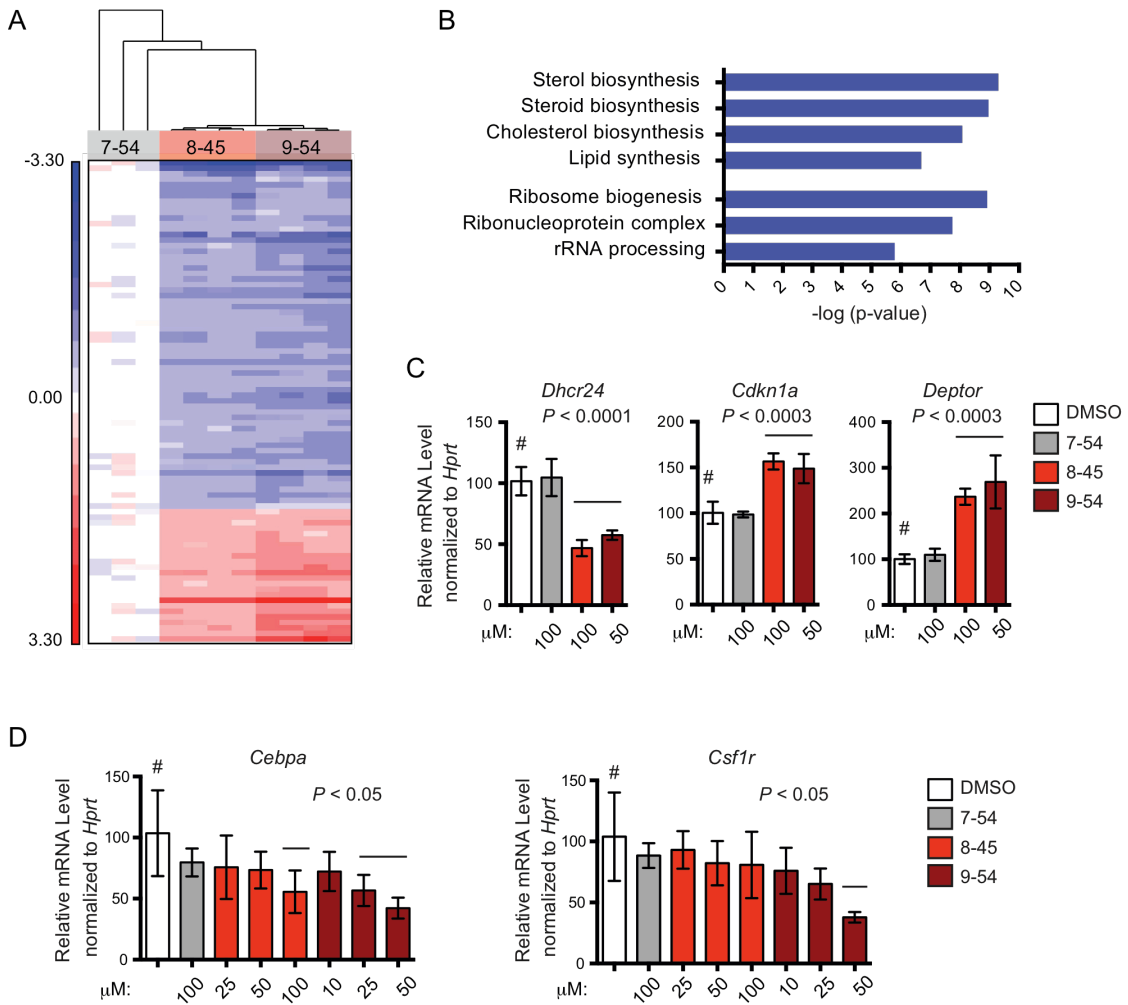 A
7-54
8-45
9-54
-3.30
0.00
3.30
B
Sterol biosynthesis
Steroid biosynthesis
Cholesterol biosynthesis
Lipid synthesis
Ribosome biogenesis
Ribonucleoprotein complex
rRNA processing
0 1 2 3 4 5 6 7 8 9 10
-log (p-value)
C
Relative mRNA Level
normalized to Hprt
Dhcr24
P < 0.0001
150
100
50
0
#
μM:
100 100 50
Cdkn1a
P < 0.0003
200
150
100
50
0
#
100 100 50
Deptor
P < 0.0003
400
300
200
100
0
#
100 100 50
DMSO
7-54
8-45
9-54
D
Relative mRNA Level
normalized to Hprt
Cebpa
P < 0.05
150
100
50
0
#
μM:
100 25 50 100 10 25 50
Relative mRNA Level
normalized to Hprt
Csf1r
P < 0.05
150
100
50
0
#
μM:
100 25 50 100 10 25 50
DMSO
7-54
8-45
9-54